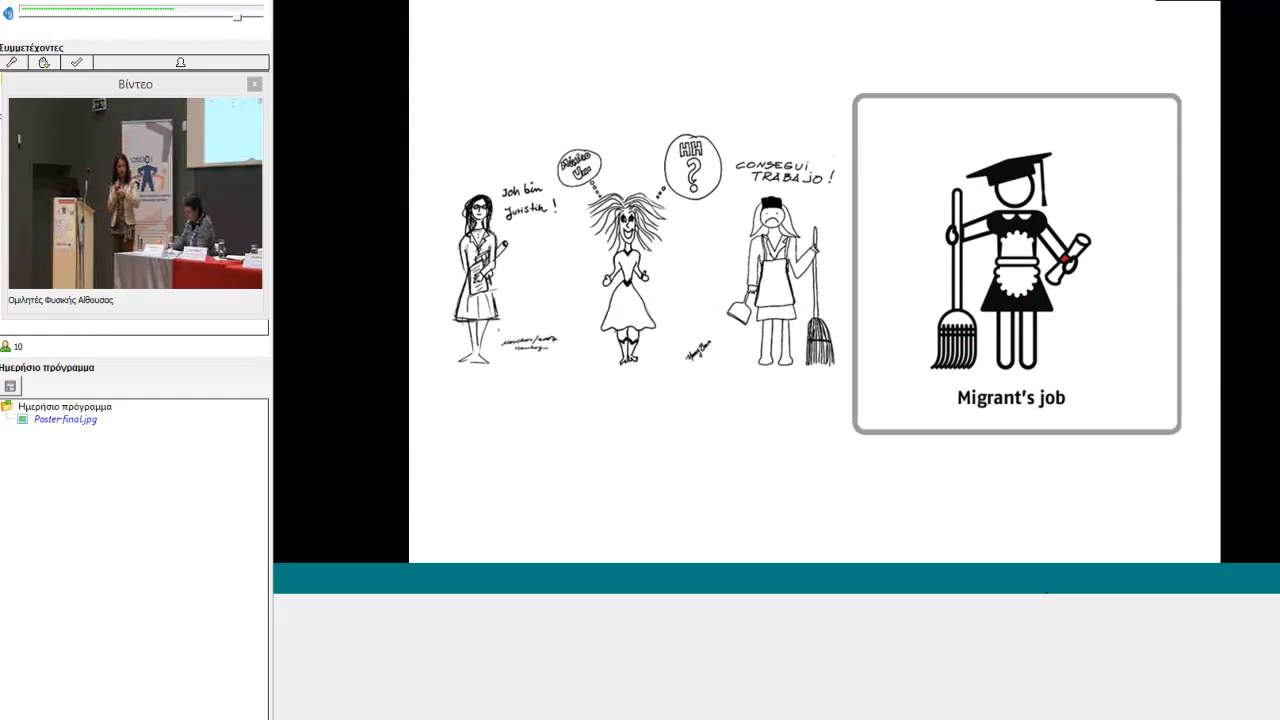 Συμμετέχοντες
Βίντεο
Ομιλητές Φυσικής Αίθουσας
10
Ημερήσιο πρόγραμμα
Ημερήσιο πρόγραμμα
Poster final.jpg
Ich bin
Juristin !
HH
?
CONSEGUI
TRABAJO !
Migrant's job